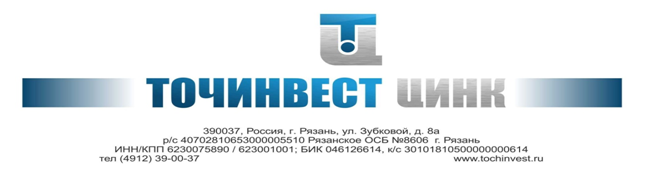 ТОЧИНВЕСТ ЦИНК
390037, Россия, г. Рязань, ул. Зубковой, д. 8а
р/с 40702810653000005510 Рязанское ОСБ №8606 г. Рязань
ИНН/КПП 6230075890 / 623001001; БИК 046126614, к/с 30101810500000000614
тел (4912) 39-00-37 www.tochinvest.ru